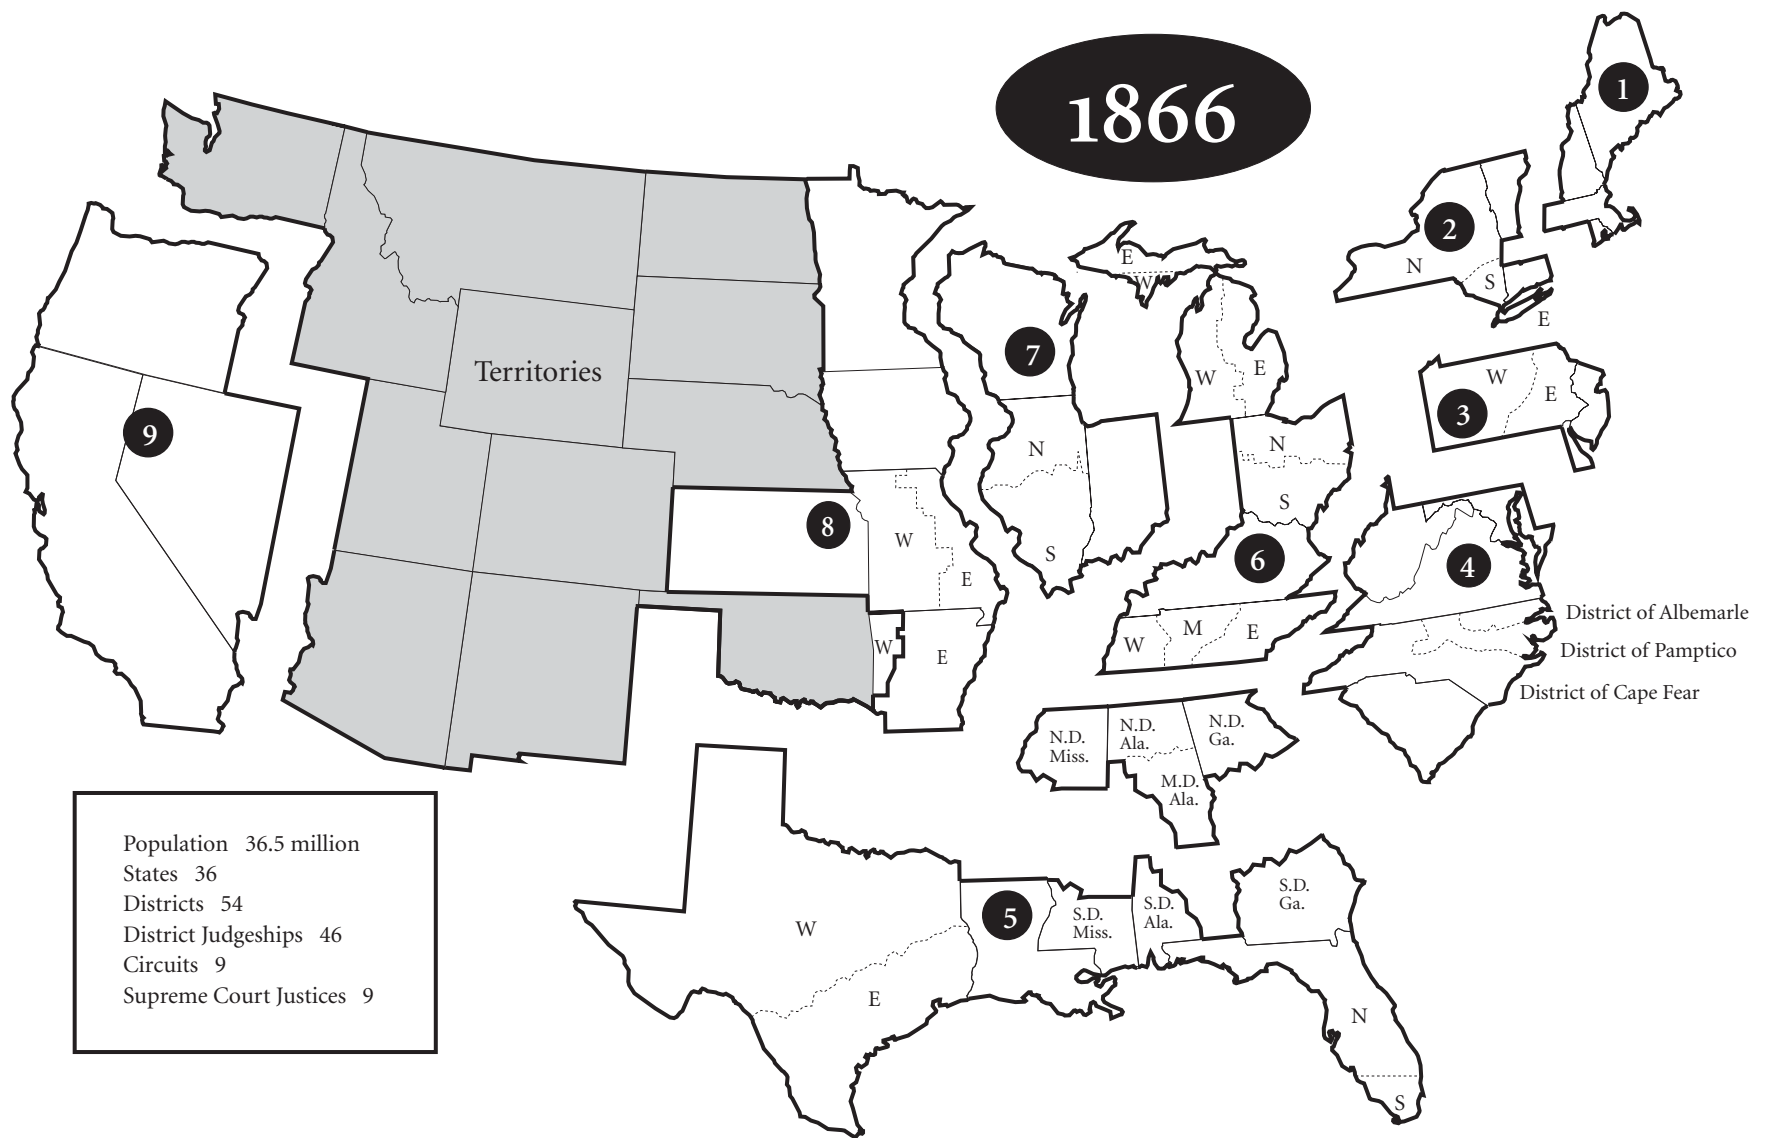 1866
1
2
N
S
E
E
W
7
W
E
3
W
E
Territories
9
N
N
S
S
8
W
E
6
4
W
M
E
District of Albemarle
District of Pamptico
District of Cape Fear
W
E
N.D.
Miss.
N.D.
Ala.
N.D.
Ga.
M.D.
Ala.
Population 36.5 million
States 36
Districts 54
District Judgeships 46
Circuits 9
Supreme Court Justices 9
W
E
5
S.D.
Miss.
S.D.
Ala.
S.D.
Ga.
N
S